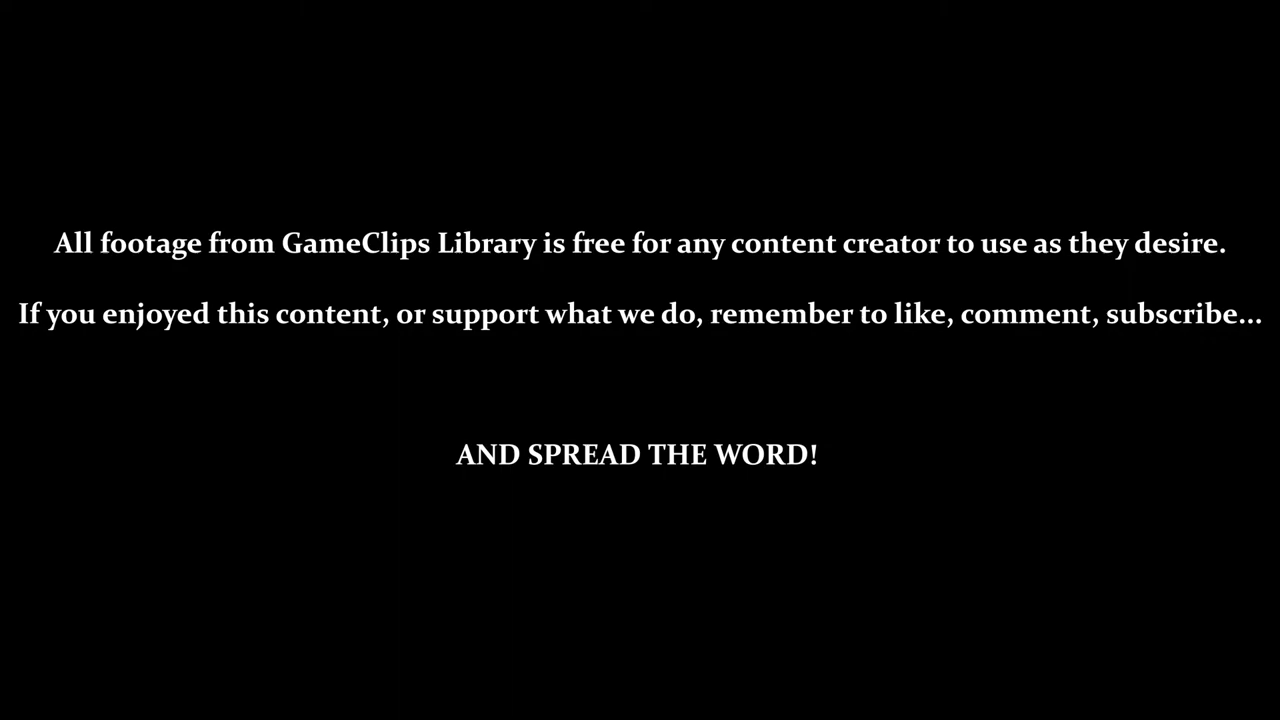 All footage from GameClips Library is free for any content creator to use as they desire.
If you enjoyed this content, or support what we do, remember to like, comment, subscribe...
AND SPREAD THE WORD!